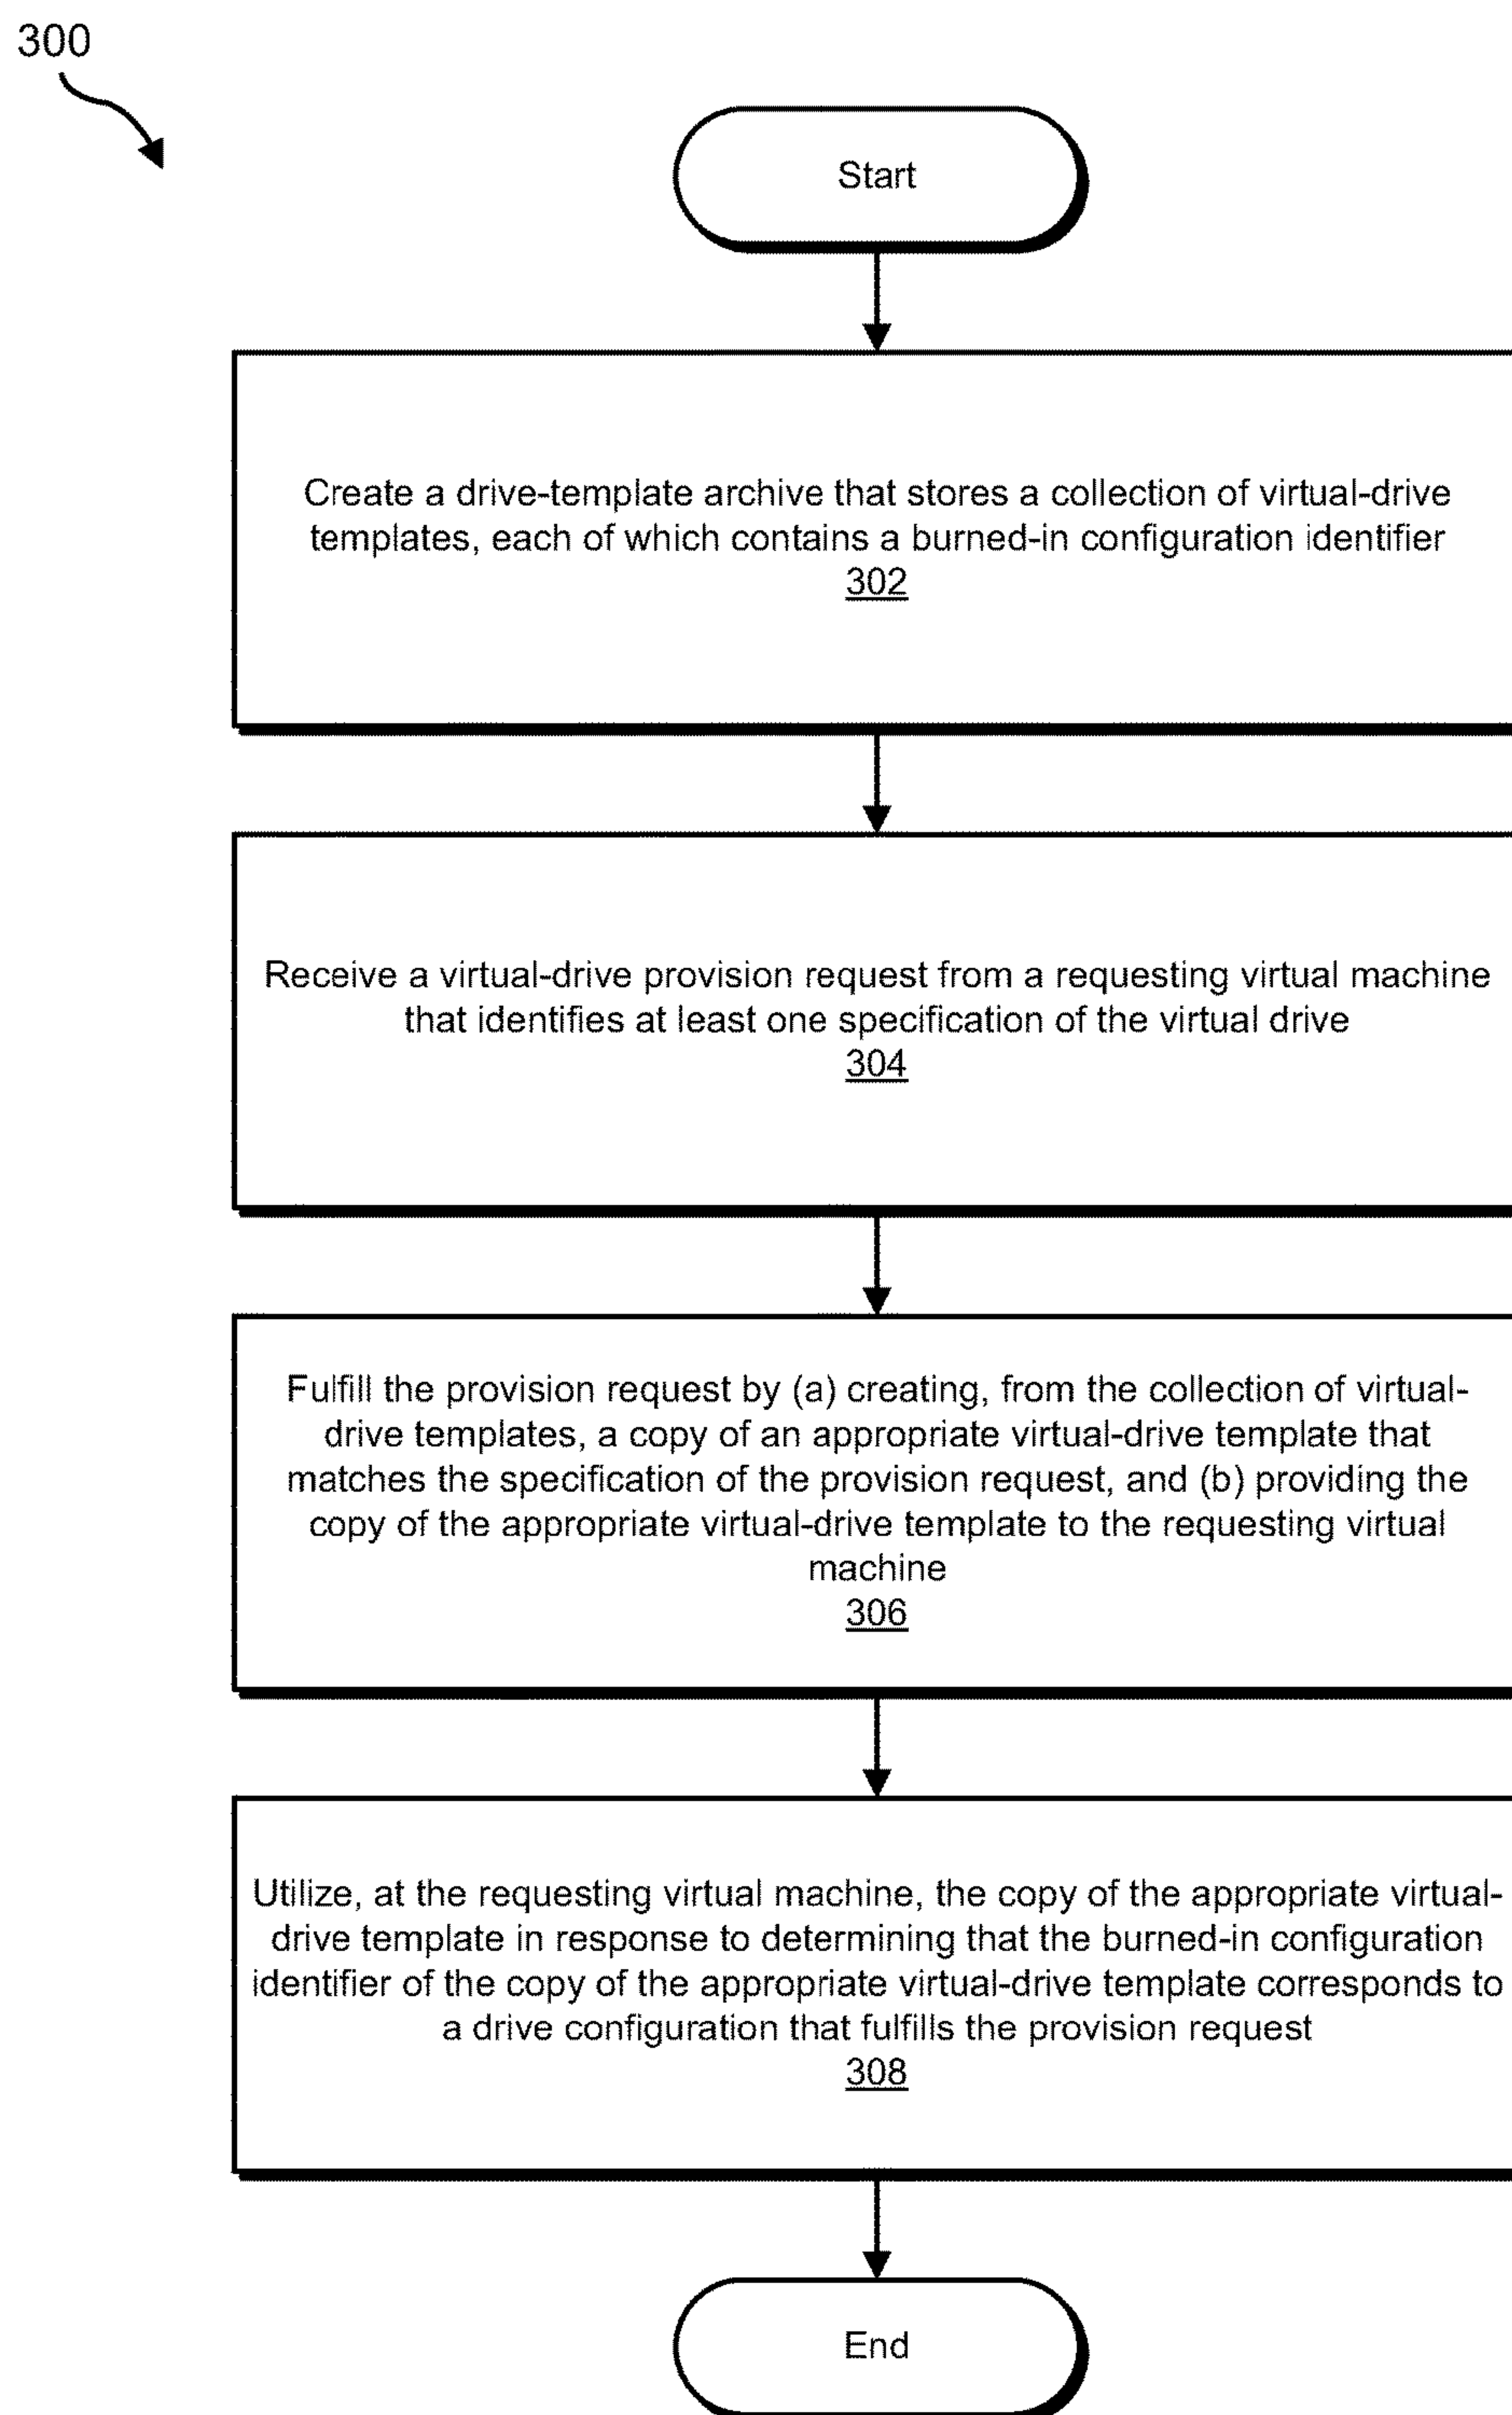 300
Start
Create a drive-template archive that stores a collection of virtual-drive
templates, each of which contains a burned-in configuration identifier
302
Receive a virtual-drive provision request from a requesting virtual machine
that identifies at least one specification of the virtual drive
304
Fulfill the provision request by (a) creating, from the collection of virtual-
drive templates, a copy of an appropriate virtual-drive template that
matches the specification of the provision request, and (b) providing the
copy of the appropriate virtual-drive template to the requesting virtual
machine
306
Utilize, at the requesting virtual machine, the copy of the appropriate virtual-
drive template in response to determining that the burned-in configuration
identifier of the copy of the appropriate virtual-drive template corresponds to
a drive configuration that fulfills the provision request
308
End